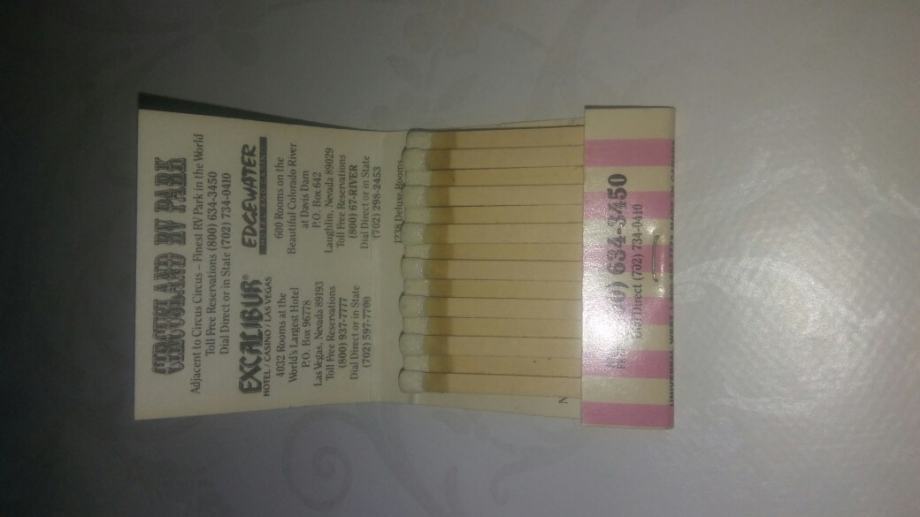 CIRCUSLAND RV PARK
Adjacent to Circus Circus – Finest RV Park in the World
Toll Free Reservations (800) 634-3450
Dial Direct or in State (702) 734-0410
EXCALIBUR®
HOTEL / CASINO / LAS VEGAS
4032 Rooms at the
World's Largest Hotel
P.O. Box 96778
Las Vegas, Nevada 89193
Toll Free Reservations
(800) 937-7777
Dial Direct or in State
(702) 597-7700
EDGEWATER
600 Rooms on the
Beautiful Colorado River
at Davis Dam
P.O. Box 642
Laughlin, Nevada 89029
Toll Free Reservations
(800) 67-RIVER
Dial Direct or in State
(702) 298-2453
1238 Deluxe Rooms
N
634-3450
Direct (702) 734-0410